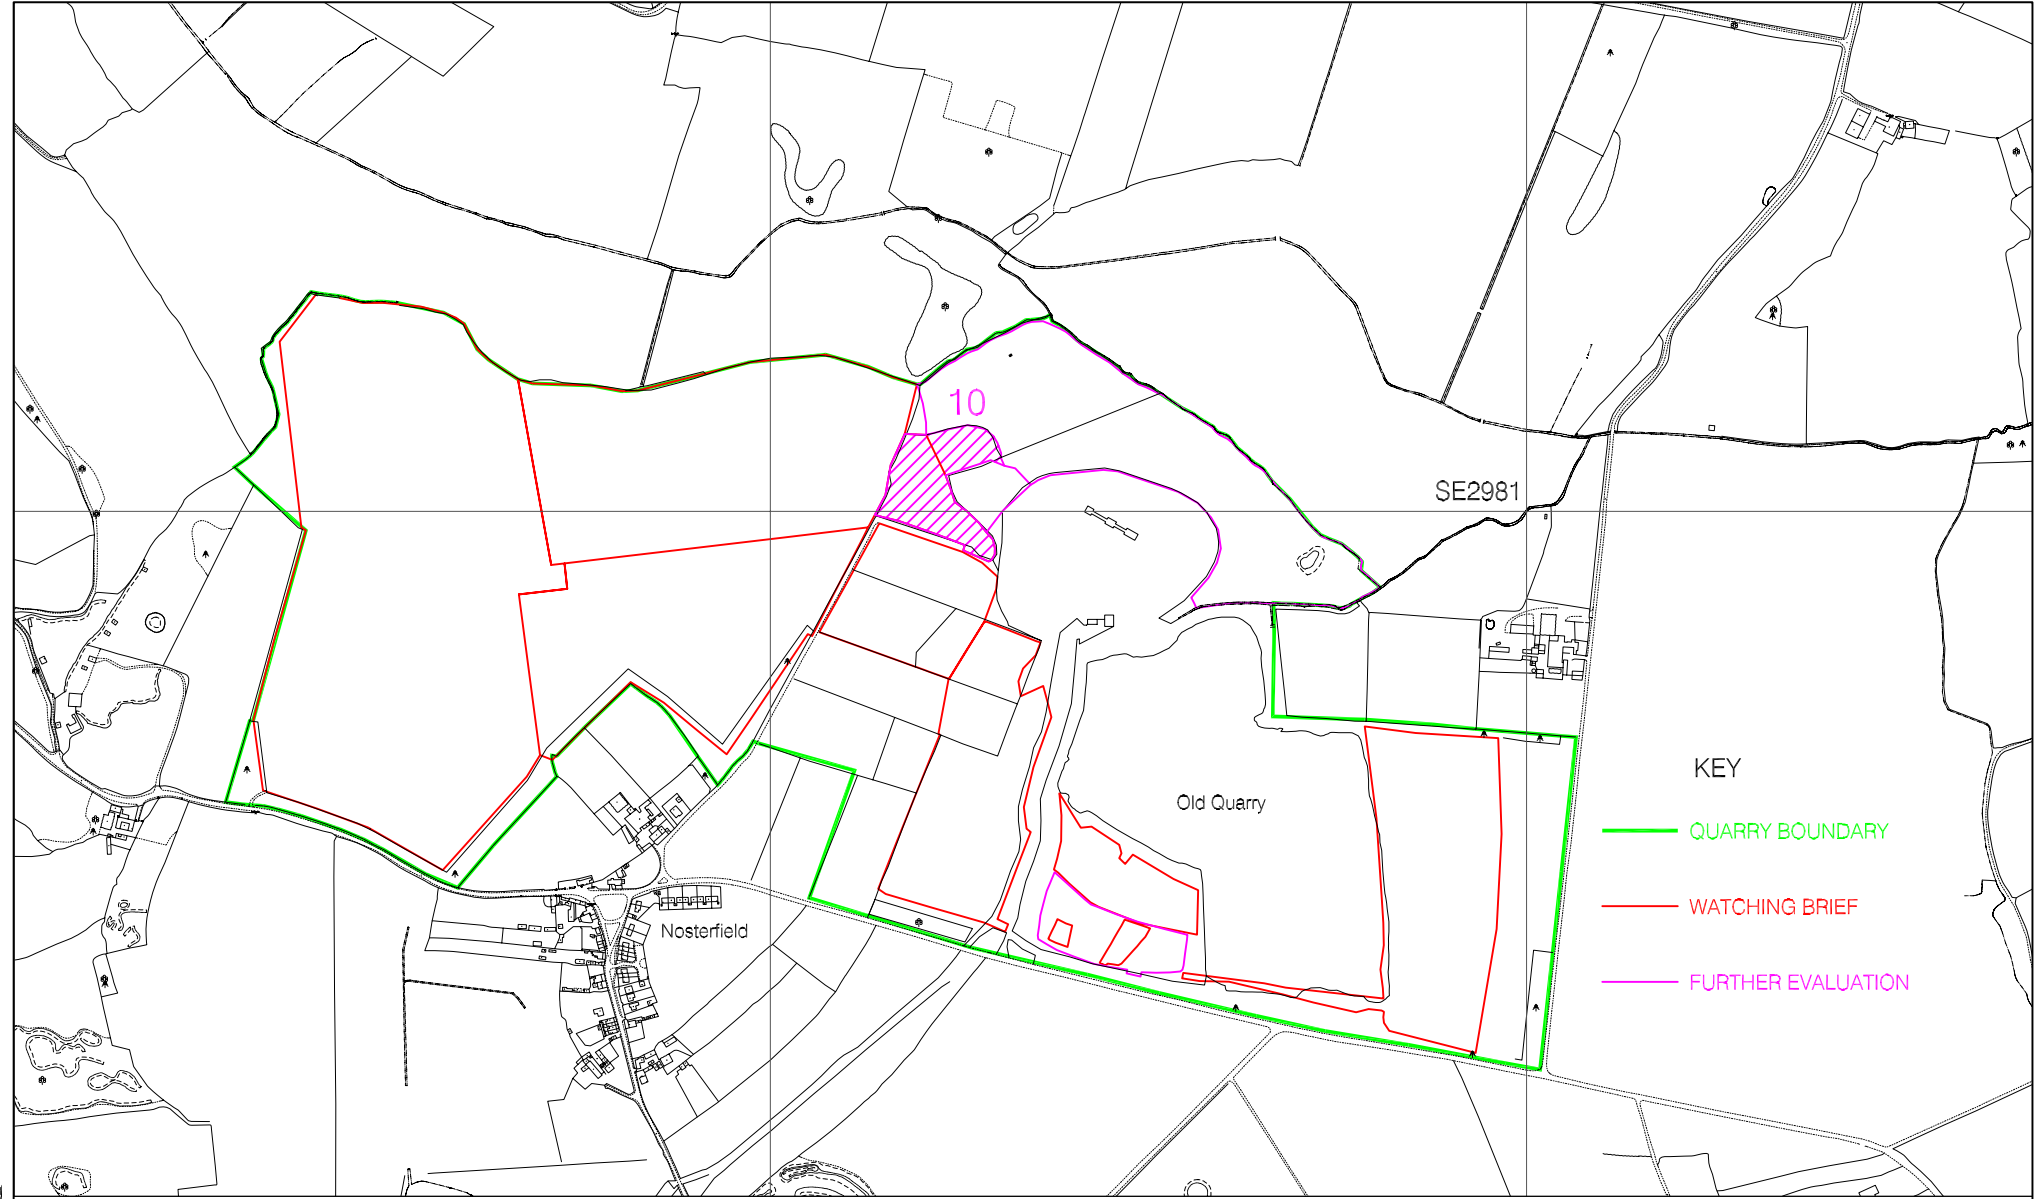 10
SE2981
KEY
Old Quarry
QUARRY BOUNDARY
WATCHING BRIEF
Nosterfield
FURTHER EVALUATION